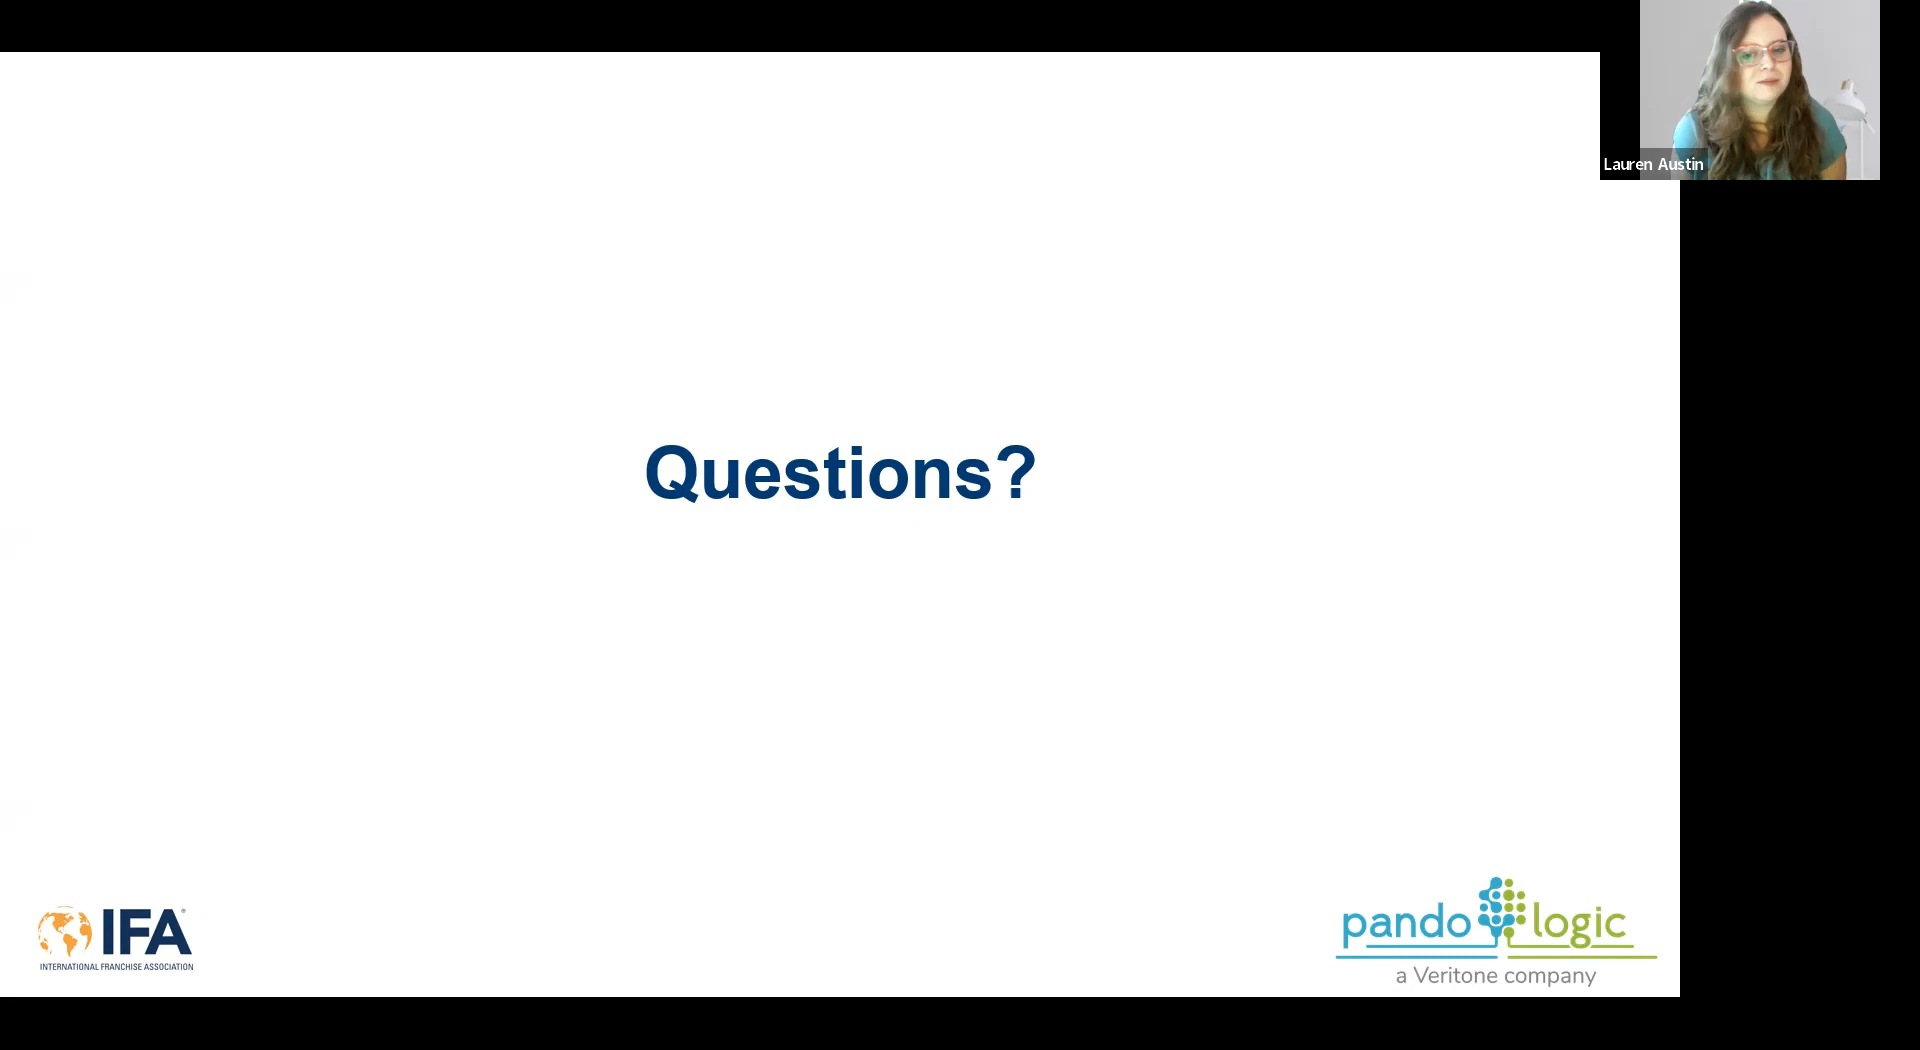 Lauren Austin
Questions?
IFA®
INTERNATIONAL FRANCHISE ASSOCIATION
pando logic
a Veritone company